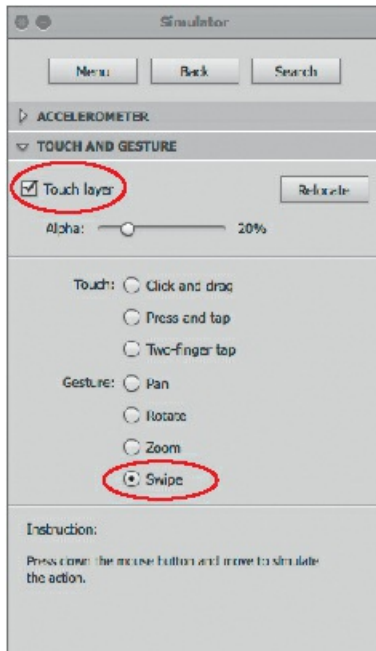 Simulator
Menu Back Search
ACCELEROMETER
TOUCH AND GESTURE
Touch layer Relocate
Alpha: 20%
Touch: Click and drag
Press and tap
Two-finger tap
Gesture: Pan
Rotate
Zoom
Swipe
Instruction:
Press down the mouse button and move to simulate
the action.